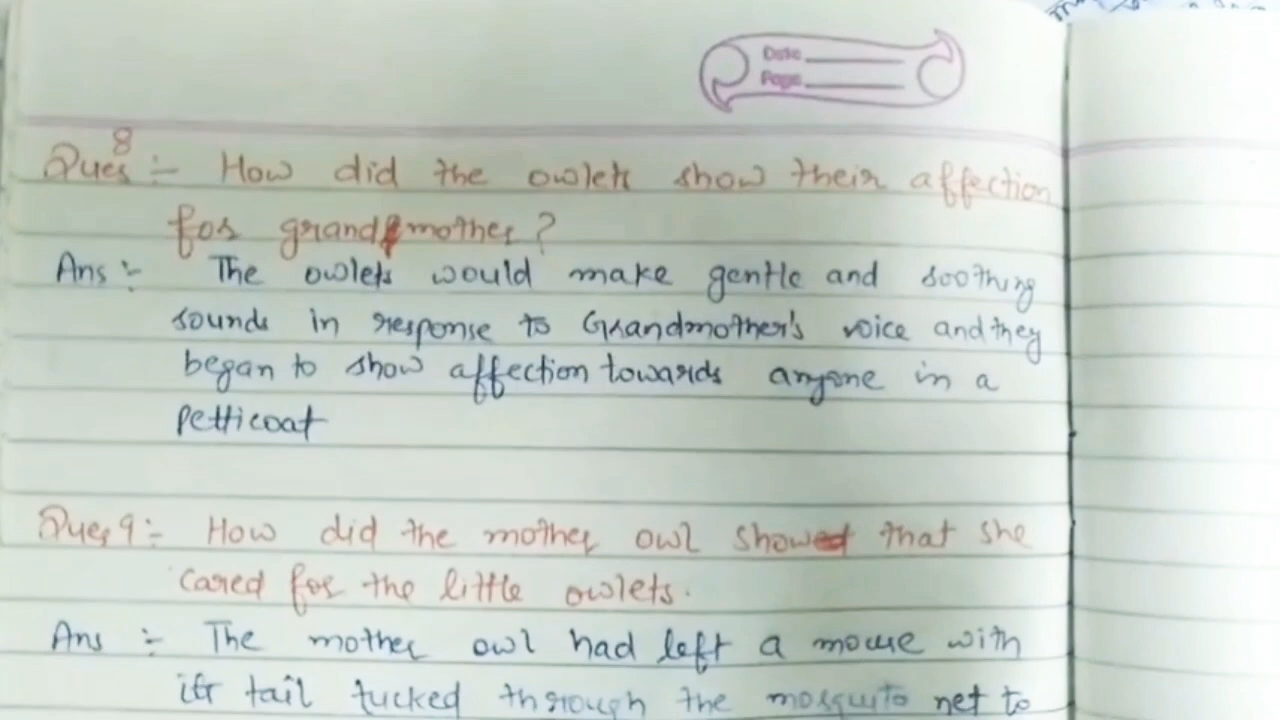 Date
Page
Ques 8 :- How did the owlets show their affection
for grandmother?
Ans :- The owlets would make gentle and soothing
sounds in response to Grandmother's voice and they
began to show affection towards anyone in a
petticoat
Ques 9 :- How did the mother owl show that she
cared for the little owlets.
Ans :- The mother owl had left a mouse with
its tail tucked through the mosquito net to